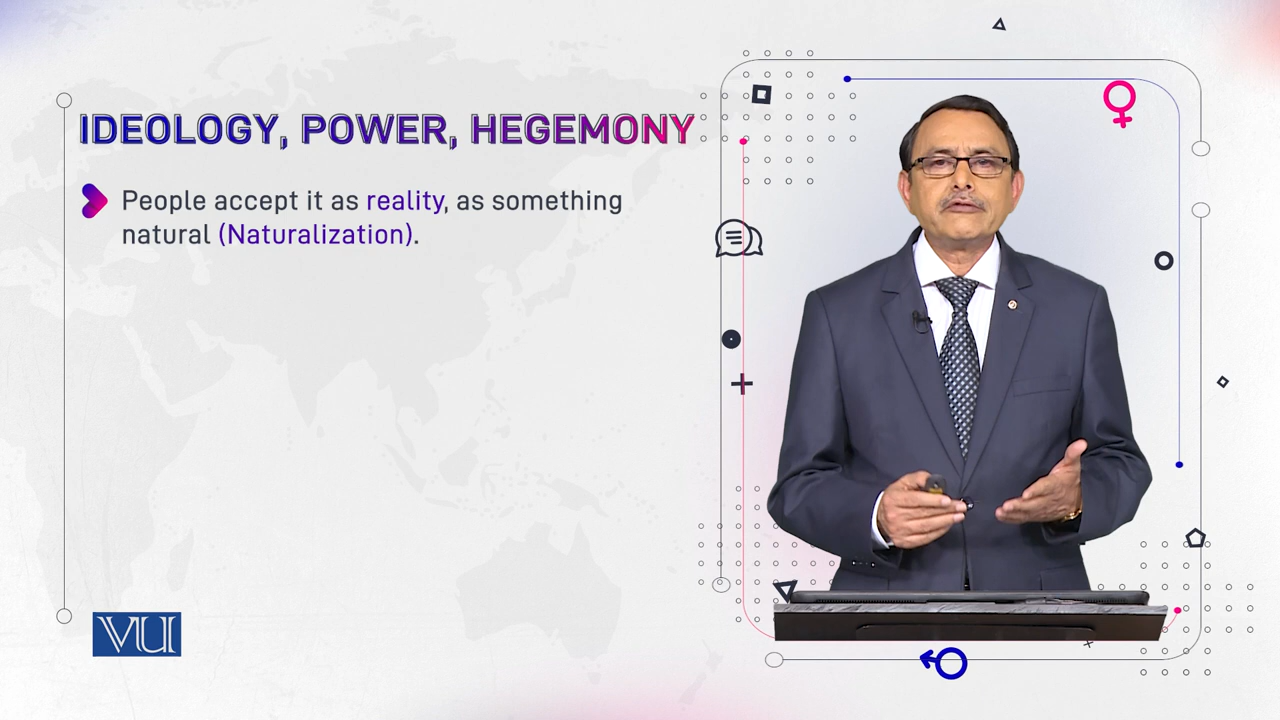 IDEOLOGY, POWER, HEGEMONY
People accept it as reality, as something
natural (Naturalization).
VU